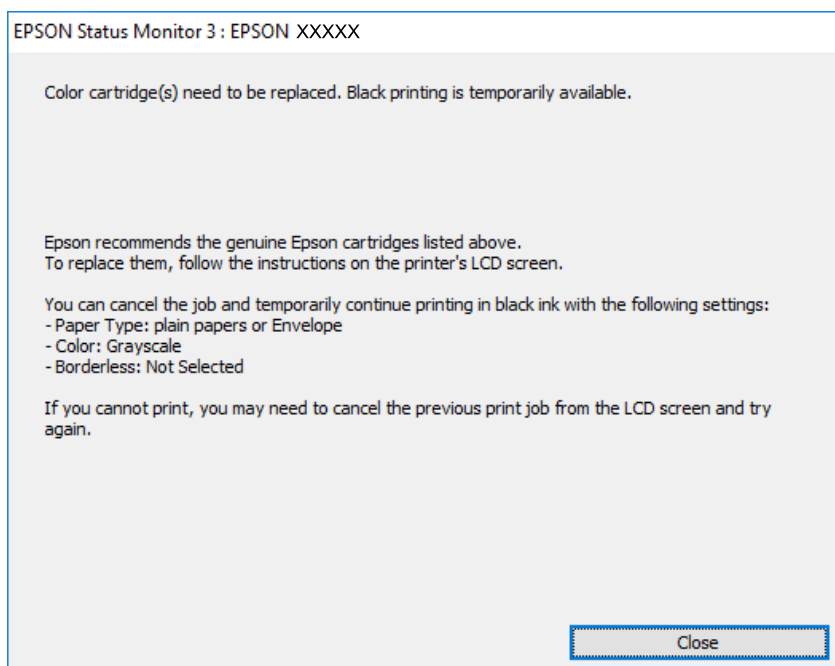 EPSON Status Monitor 3 : EPSON XXXXX
Color cartridge(s) need to be replaced. Black printing is temporarily available.
Epson recommends the genuine Epson cartridges listed above.
To replace them, follow the instructions on the printer's LCD screen.
You can cancel the job and temporarily continue printing in black ink with the following settings:
- Paper Type: plain papers or Envelope
- Color: Grayscale
- Borderless: Not Selected
If you cannot print, you may need to cancel the previous print job from the LCD screen and try
again.
Close